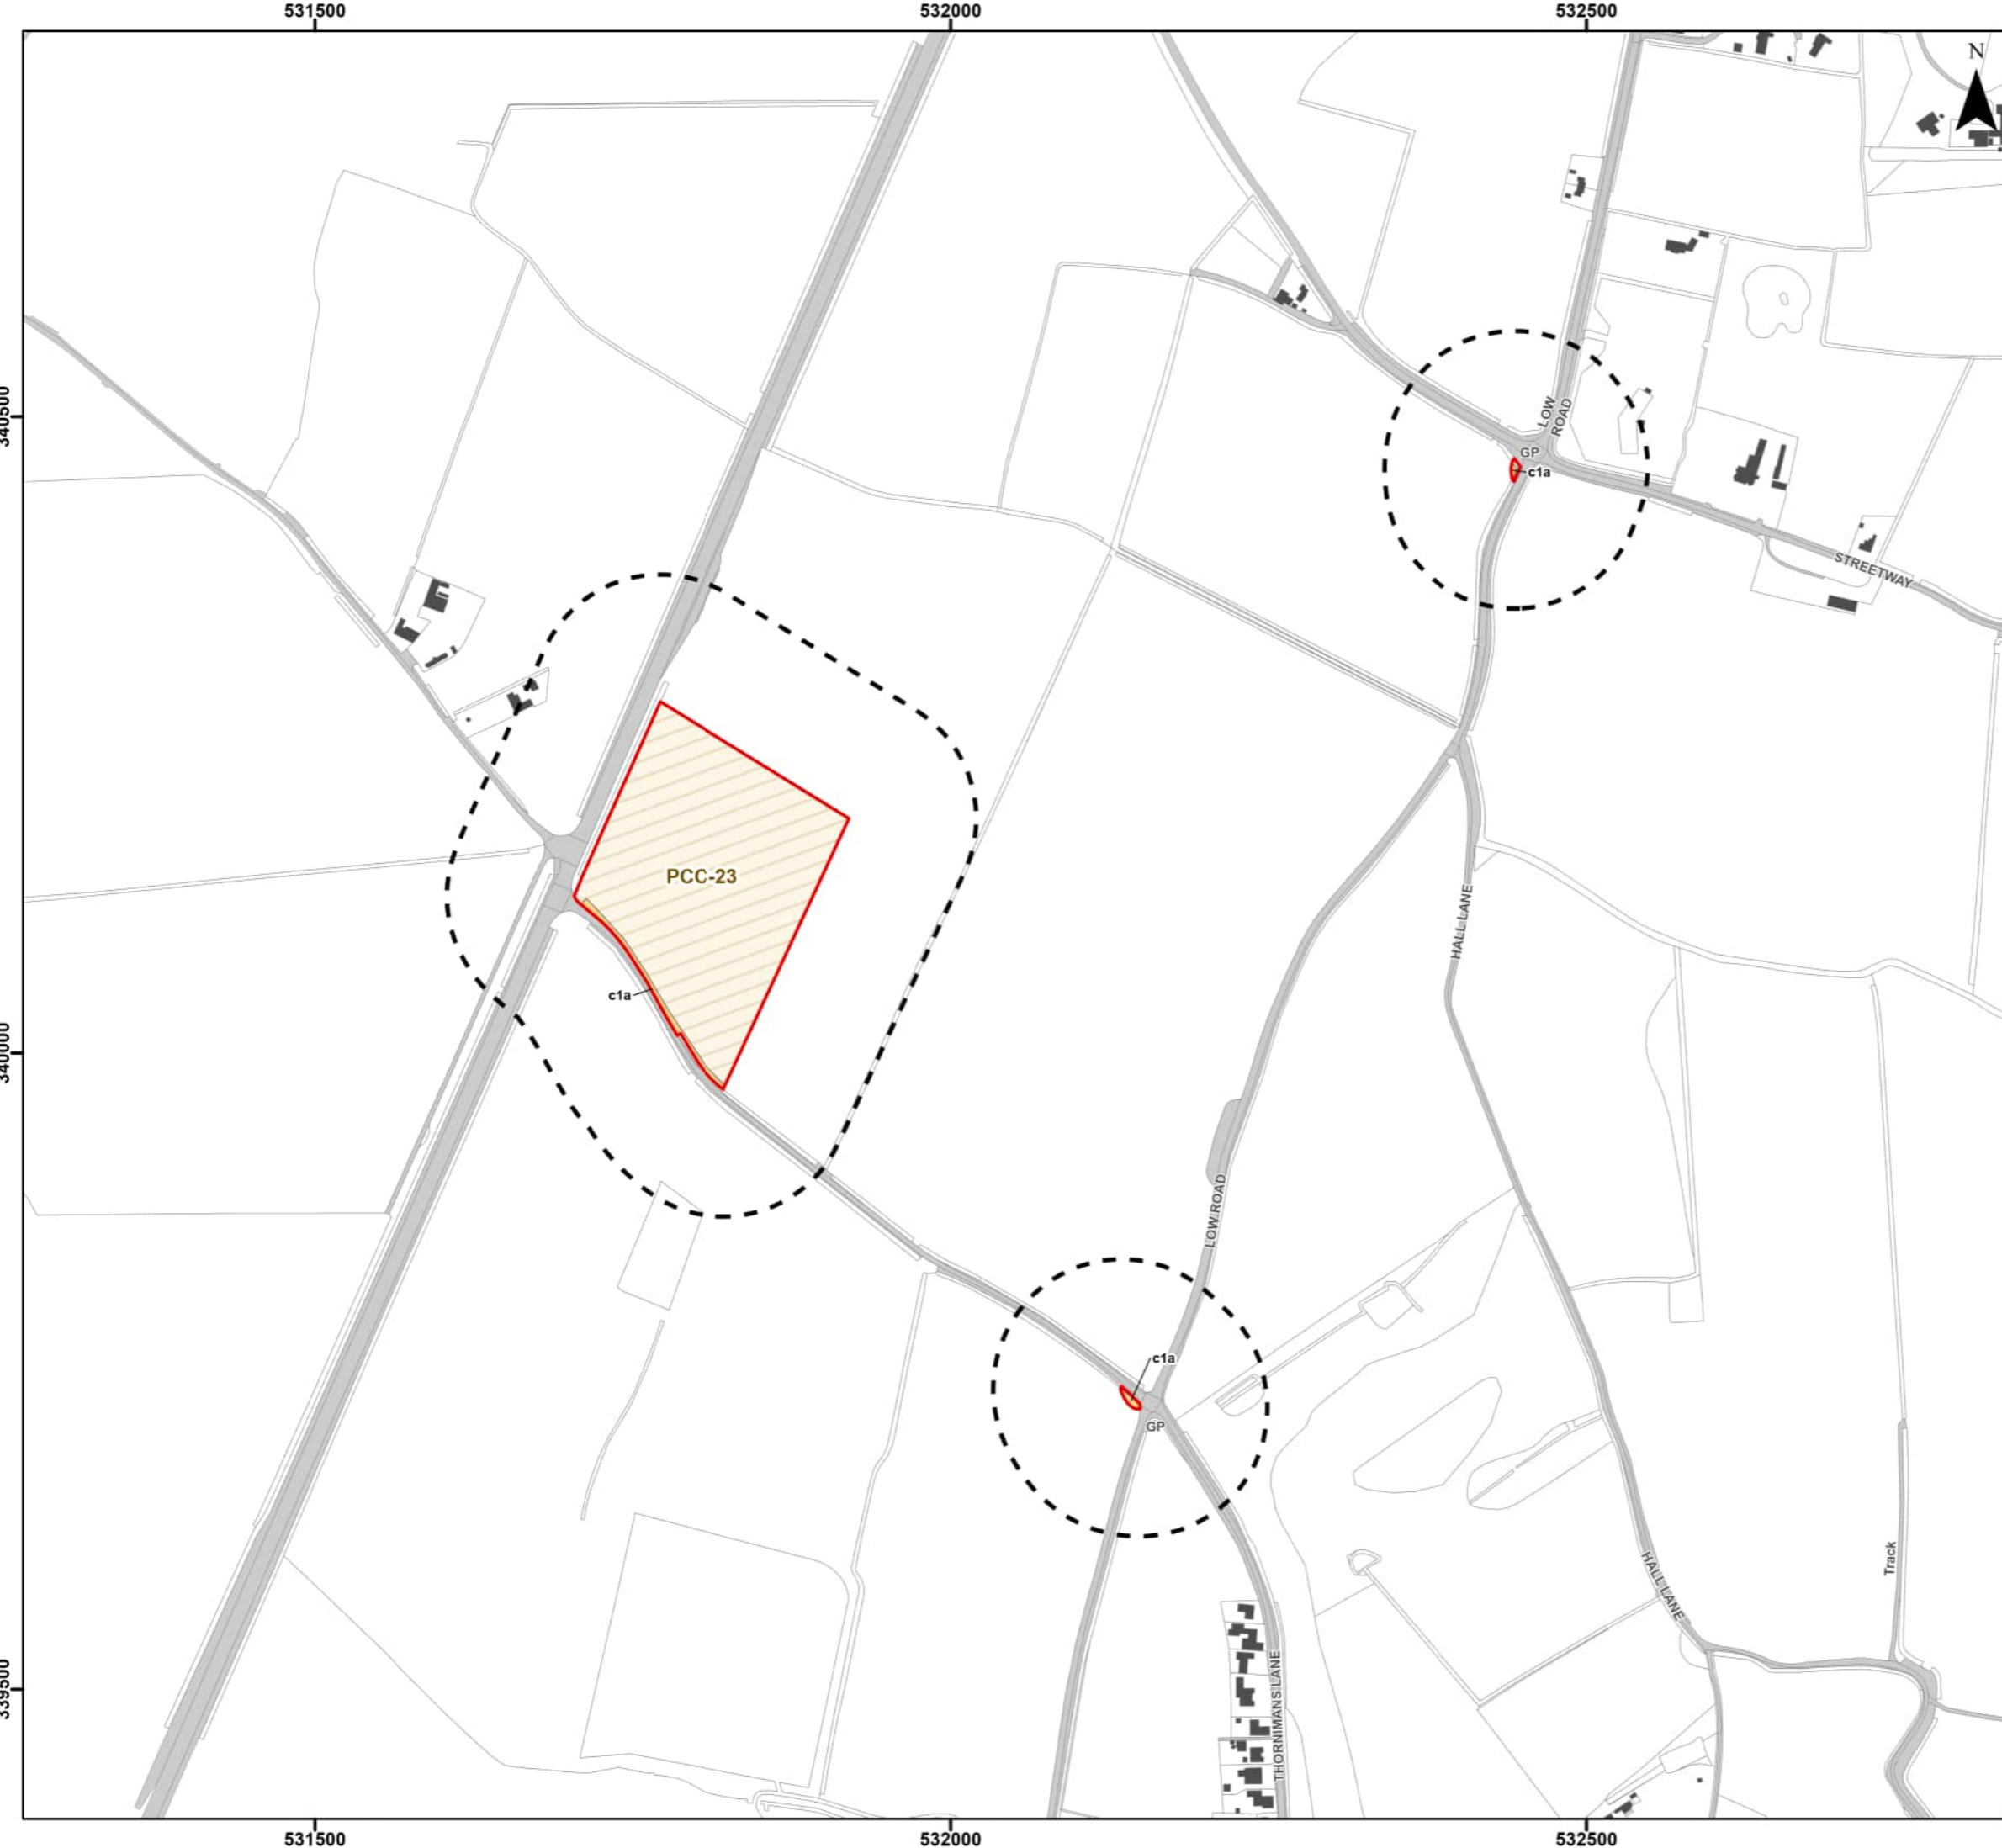 531500
532000
532500
N
340500
LOW
ROAD
GP
c1a
STREETWAY
PCC-23
HALL LANE
c1a
340000
LOW ROAD
c1a
GP
Track
HALL LANE
THORNIMANS LANE
339500
531500
532000
532500